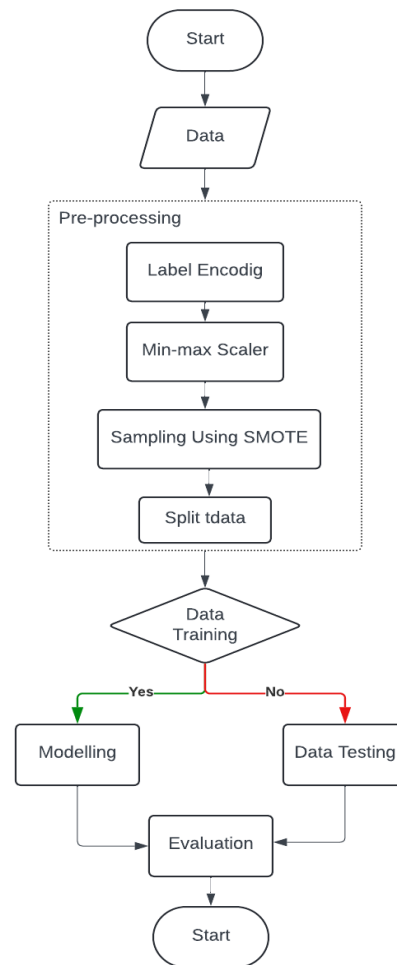 Start
Data
Pre-processing
Label Encodig
Min-max Scaler
Sampling Using SMOTE
Split tdata
Data
Training
Yes
No
Modelling
Data Testing
Evaluation
Start